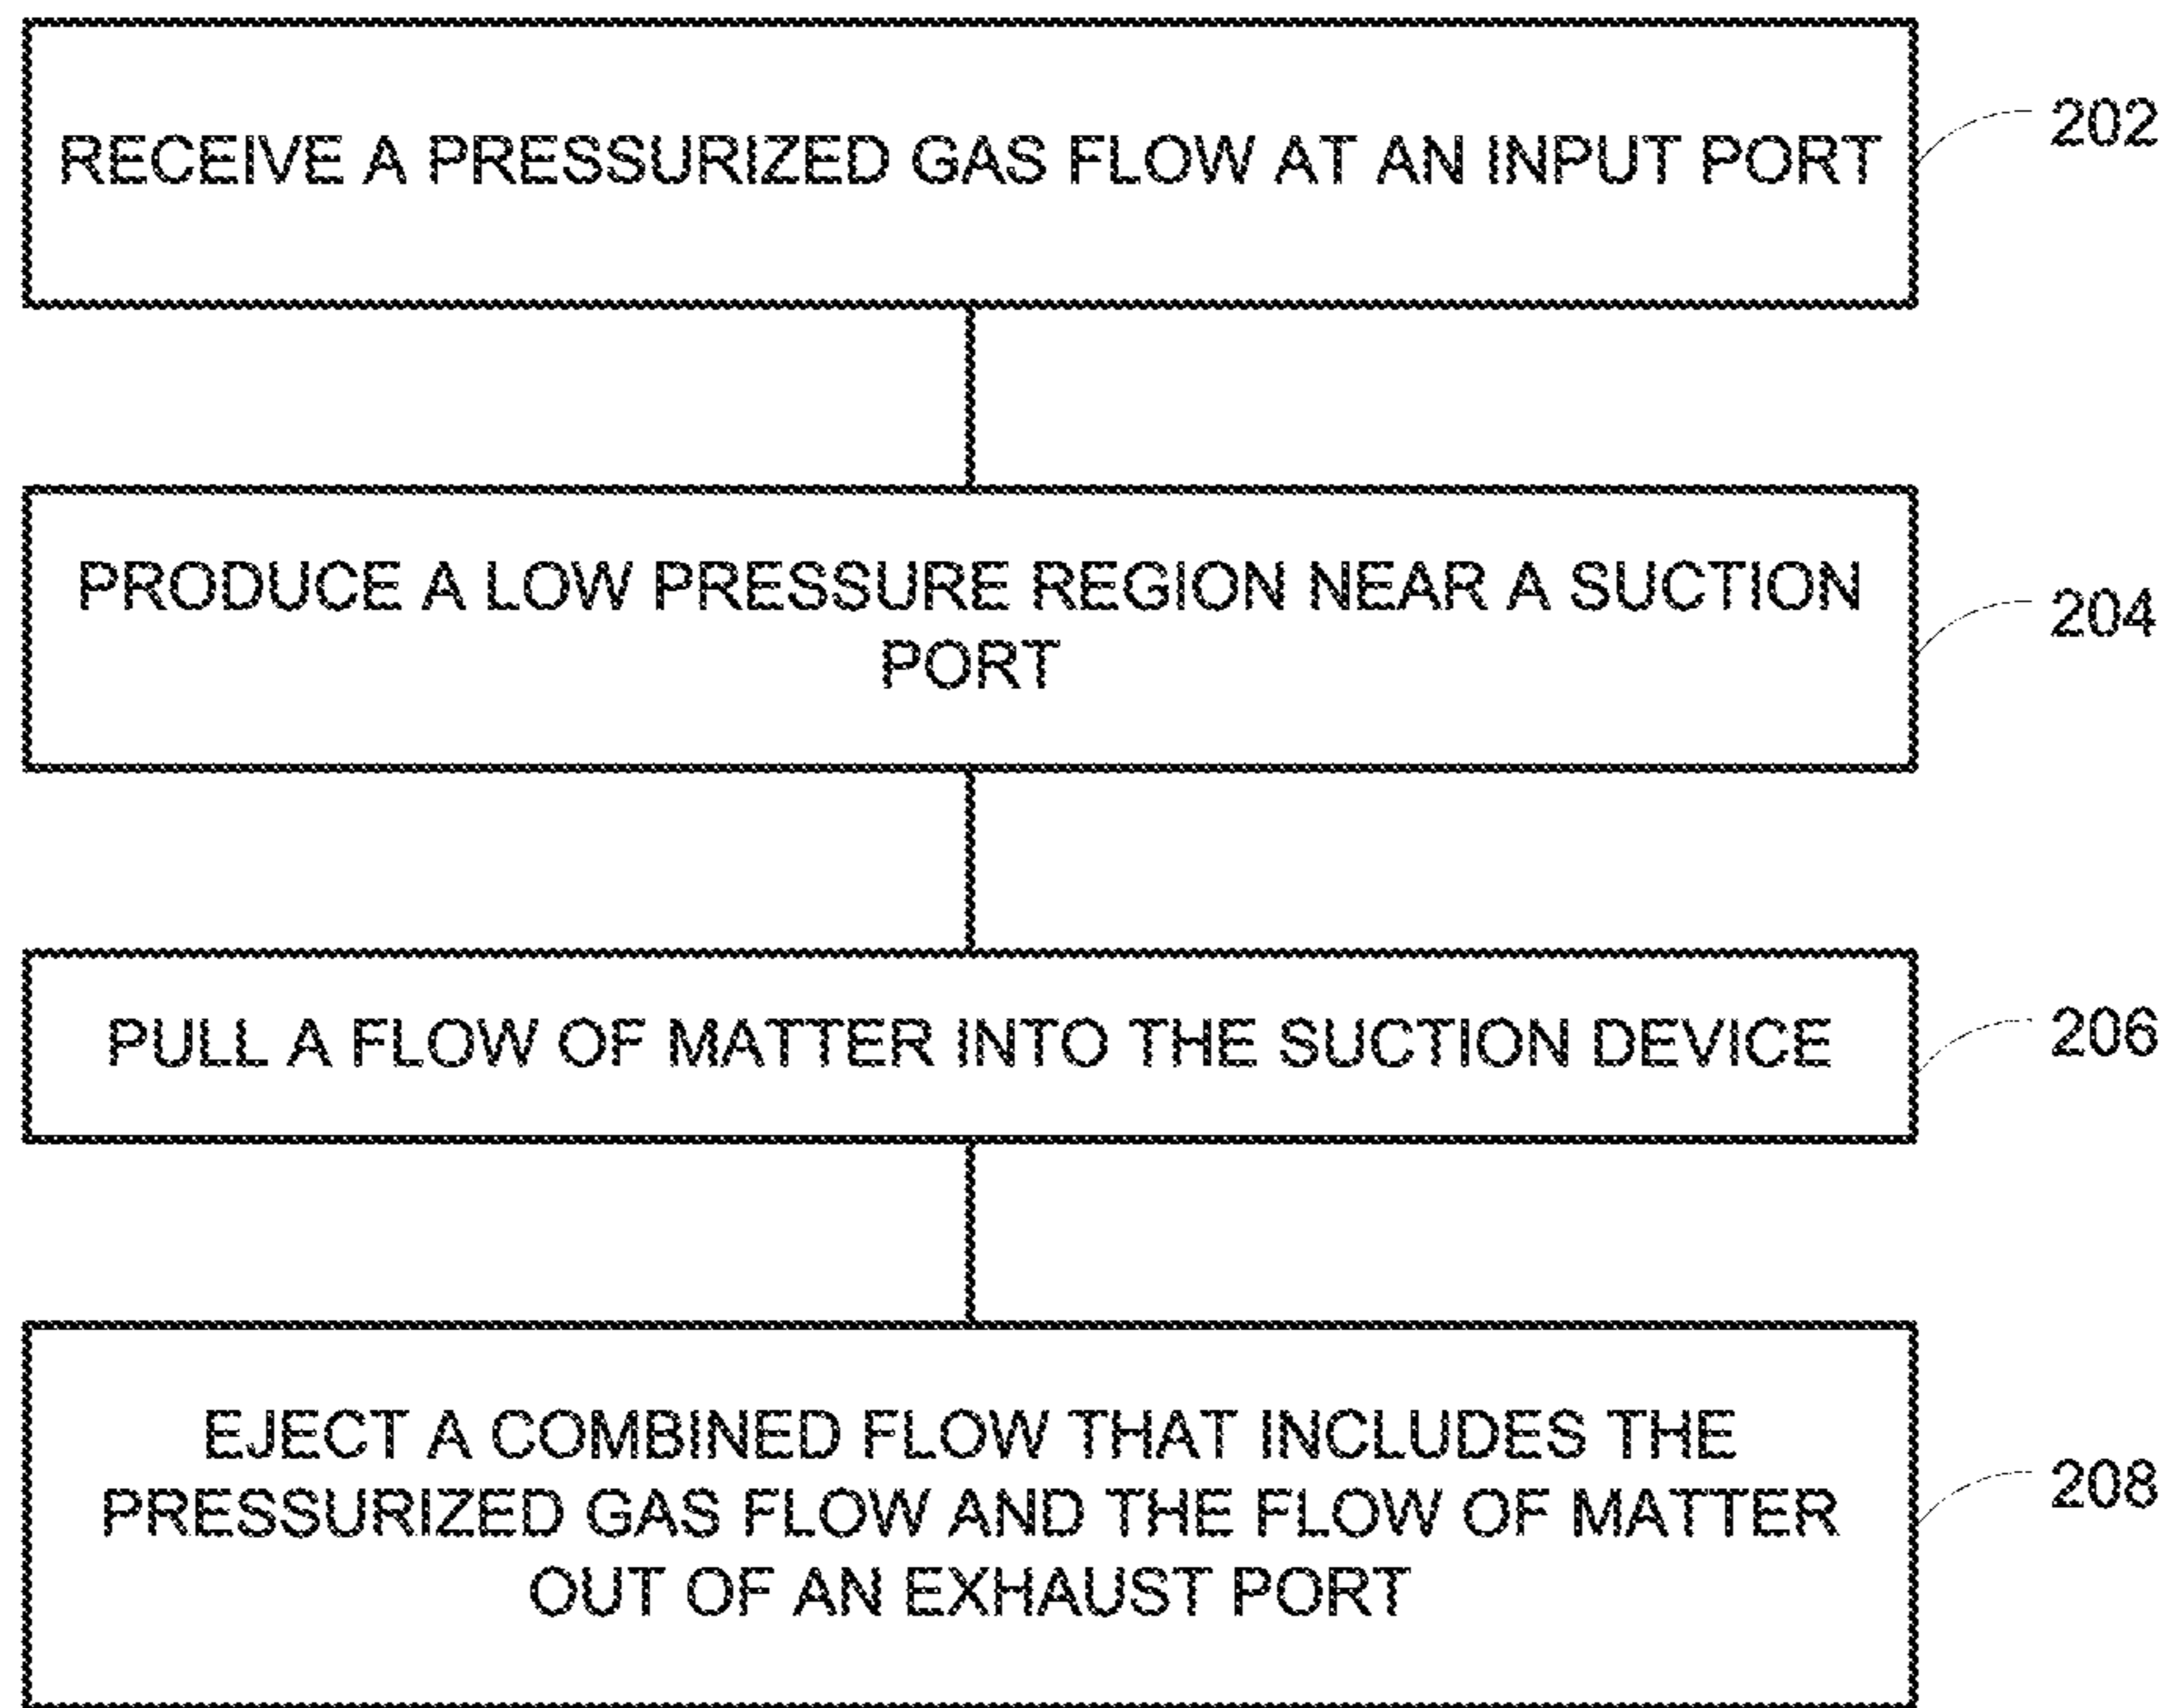 RECEIVE A PRESSURIZED GAS FLOW AT AN INPUT PORT
202
PRODUCE A LOW PRESSURE REGION NEAR A SUCTION
PORT
204
PULL A FLOW OF MATTER INTO THE SUCTION DEVICE
206
EJECT A COMBINED FLOW THAT INCLUDES THE
PRESSURIZED GAS FLOW AND THE FLOW OF MATTER
OUT OF AN EXHAUST PORT
208